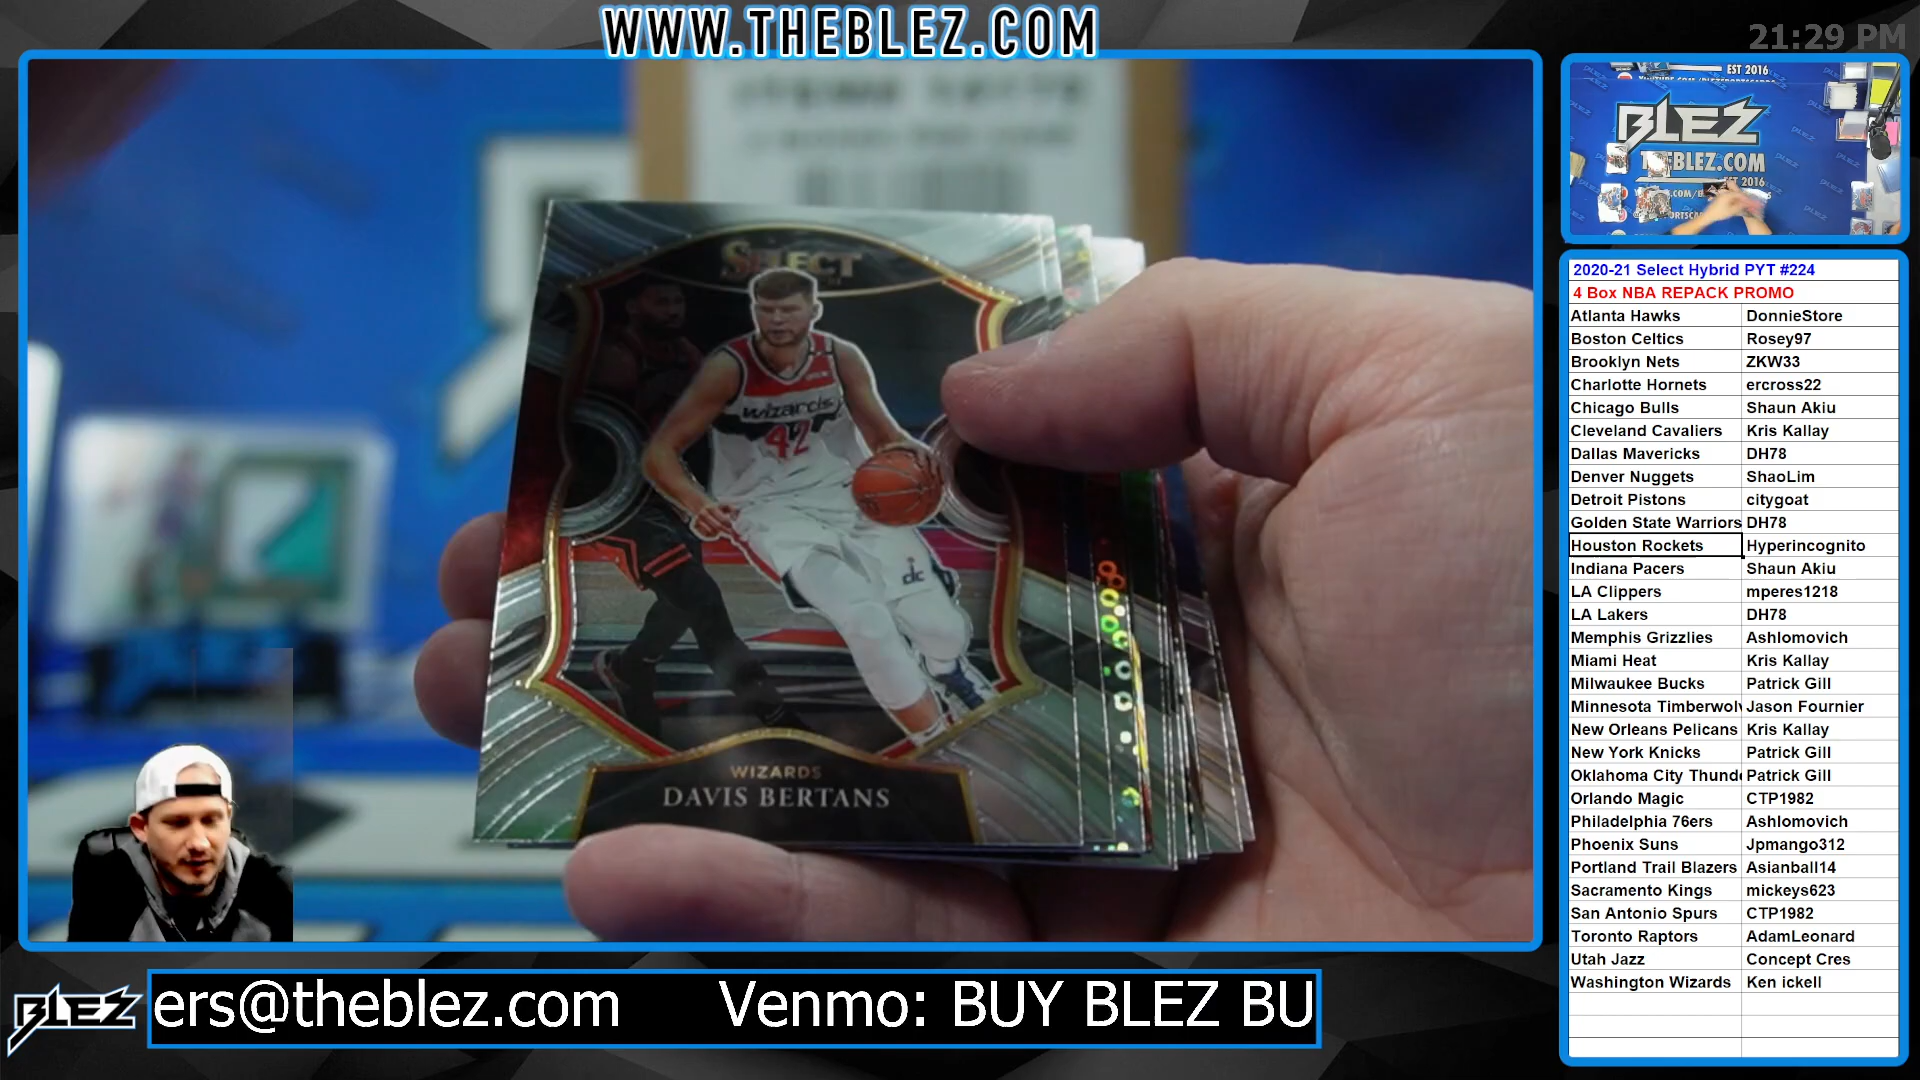 WWW.THEBLEZ.COM
21:29 PM
EST 2016
BLEZ
THEBLEZ.COM
2016
SELECT
wizards
42
dc
WIZARDS
DAVIS BERTANS
2020-21 Select Hybrid PYT #224
4 Box NBA REPACK PROMO
Atlanta Hawks DonnieStore
Boston Celtics Rosey97
Brooklyn Nets ZKW33
Charlotte Hornets ercross22
Chicago Bulls Shaun Akiu
Cleveland Cavaliers Kris Kallay
Dallas Mavericks DH78
Denver Nuggets ShaoLim
Detroit Pistons citygoat
Golden State Warriors DH78
Houston Rockets Hyperincognito
Indiana Pacers Shaun Akiu
LA Clippers mperes1218
LA Lakers DH78
Memphis Grizzlies Ashlomovich
Miami Heat Kris Kallay
Milwaukee Bucks Patrick Gill
Minnesota Timberwolv Jason Fournier
New Orleans Pelicans Kris Kallay
New York Knicks Patrick Gill
Oklahoma City Thund Patrick Gill
Orlando Magic CTP1982
Philadelphia 76ers Ashlomovich
Phoenix Suns Jpmango312
Portland Trail Blazers Asianball14
Sacramento Kings mickeys623
San Antonio Spurs CTP1982
Toronto Raptors AdamLeonard
Utah Jazz Concept Cres
Washington Wizards Ken ickell
BLEZ
ers@theblez.com Venmo: BUY BLEZ BU